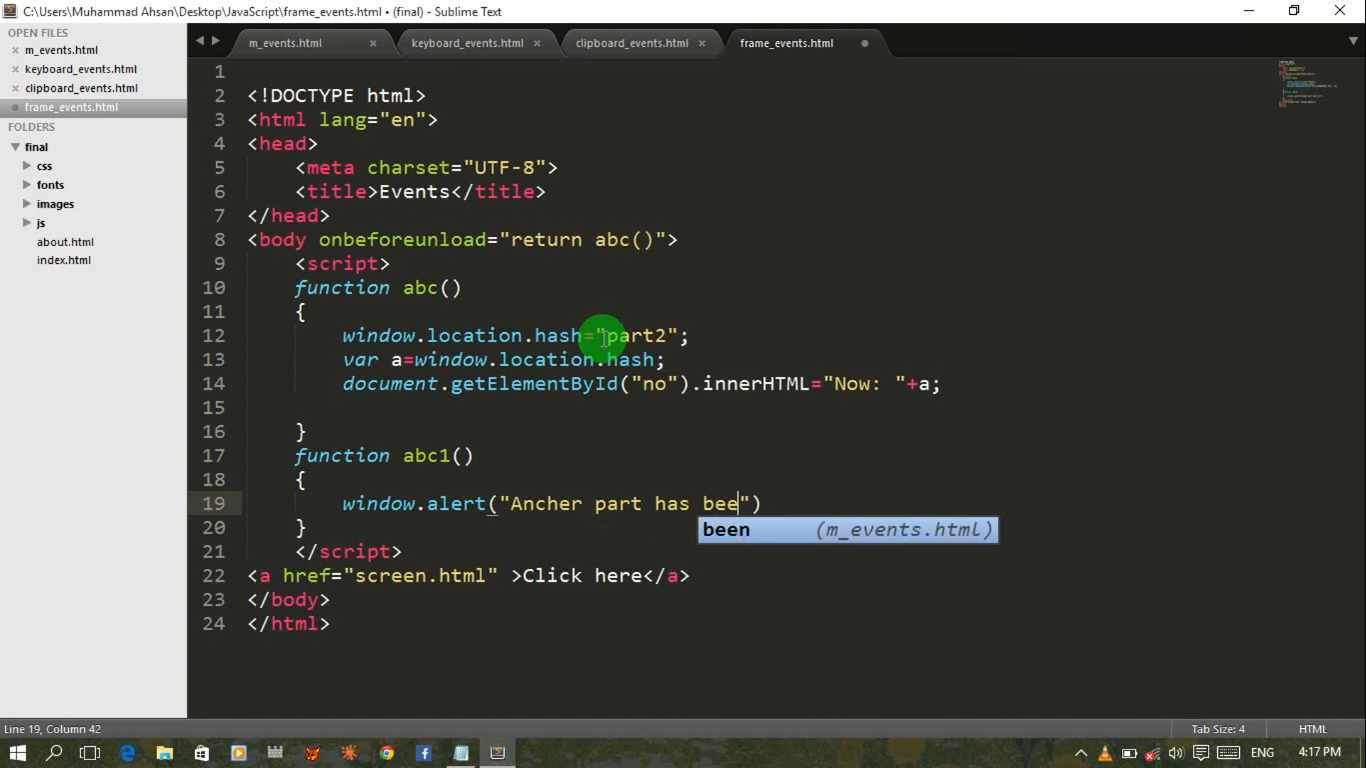 C:\Users\Muhammad Ahsan\Desktop\JavaScript\frame_events.html • (final) - Sublime Text
OPEN FILES
m_events.html
keyboard_events.html
clipboard_events.html
frame_events.html
FOLDERS
final
css
fonts
images
js
about.html
index.html
m_events.html
keyboard_events.html
clipboard_events.html
frame_events.html
1
2 <!DOCTYPE html>
3 <html lang="en">
4 <head>
5 <meta charset="UTF-8">
6 <title>Events</title>
7 </head>
8 <body onbeforeunload="return abc()">
9 <script>
10 function abc()
11 {
12 window.location.hash="part2";
13 var a=window.location.hash;
14 document.getElementById("no").innerHTML="Now: "+a;
15
16 }
17 function abc1()
18 {
19 window.alert("Ancher part has bee")
20 }
been (m_events.html)
21 </script>
22 <a href="screen.html" >Click here</a>
23 </body>
24 </html>
Line 19, Column 42
Tab Size: 4
HTML
ENG
4:17 PM